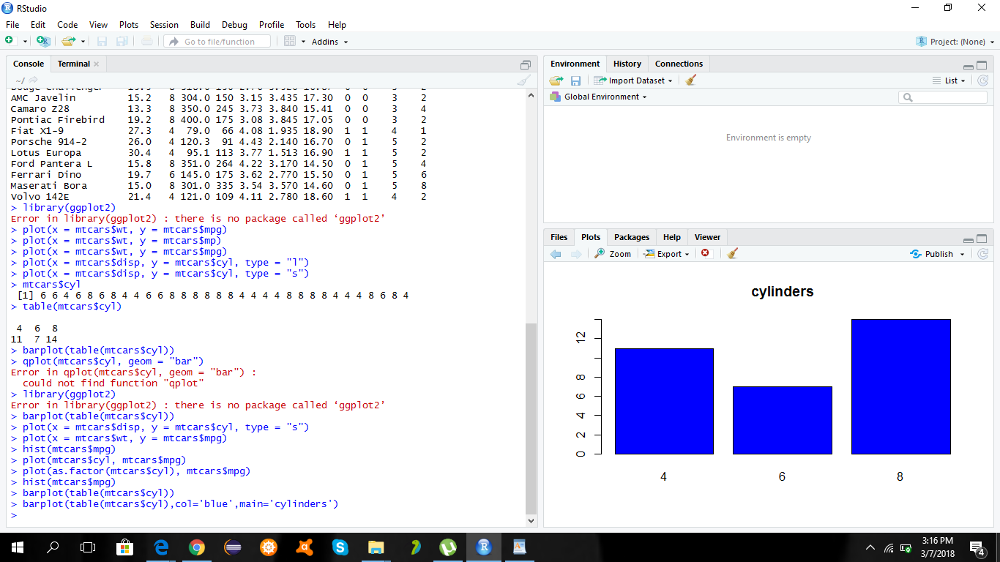 RStudio
File Edit Code View Plots Session Build Debug Profile Tools Help
Go to file/function Addins Project: (None)
Console Terminal
~/
AMC Javelin 15.2 8 304.0 150 3.15 3.435 17.30 0 0 3 2
Camaro Z28 13.3 8 350.0 245 3.73 3.840 15.41 0 0 3 4
Pontiac Firebird 19.2 8 400.0 175 3.08 3.845 17.05 0 0 3 2
Fiat X1-9 27.3 4 79.0 66 4.08 1.935 18.90 1 1 4 1
Porsche 914-2 26.0 4 120.3 91 4.43 2.140 16.70 0 1 5 2
Lotus Europa 30.4 4 95.1 113 3.77 1.513 16.90 1 1 5 2
Ford Pantera L 15.8 8 351.0 264 4.22 3.170 14.50 0 1 5 4
Ferrari Dino 19.7 6 145.0 175 3.62 2.770 15.50 0 1 5 6
Maserati Bora 15.0 8 301.0 335 3.54 3.570 14.60 0 1 5 8
Volvo 142E 21.4 4 121.0 109 4.11 2.780 18.60 1 1 4 2
> library(ggplot2)
Error in library(ggplot2) : there is no package called ‘ggplot2’
> plot(x = mtcars$wt, y = mtcars$mpg)
> plot(x = mtcars$wt, y = mtcars$mp)
> plot(x = mtcars$wt, y = mtcars$mpg)
> plot(x = mtcars$disp, y = mtcars$cyl, type = "l")
> plot(x = mtcars$disp, y = mtcars$cyl, type = "s")
> mtcars$cyl
[1] 6 6 4 6 8 6 8 4 4 6 6 8 8 8 8 8 8 4 4 4 4 8 8 8 8 4 4 4 8 6 8 4
> table(mtcars$cyl)
4 6 8
11 7 14
> barplot(table(mtcars$cyl))
> qplot(mtcars$cyl, geom = "bar")
Error in qplot(mtcars$cyl, geom = "bar") :
could not find function "qplot"
> library(ggplot2)
Error in library(ggplot2) : there is no package called ‘ggplot2’
> barplot(table(mtcars$cyl))
> plot(x = mtcars$disp, y = mtcars$cyl, type = "s")
> plot(x = mtcars$wt, y = mtcars$mpg)
> hist(mtcars$mpg)
> plot(mtcars$cyl, mtcars$mpg)
> plot(as.factor(mtcars$cyl), mtcars$mpg)
> hist(mtcars$mpg)
> barplot(table(mtcars$cyl))
> barplot(table(mtcars$cyl),col='blue',main='cylinders')
>
Environment History Connections
Import Dataset List
Global Environment
Environment is empty
Files Plots Packages Help Viewer
Zoom Export Publish
cylinders
12
8
6
4
2
0
4 6 8
3:16 PM
3/7/2018
4